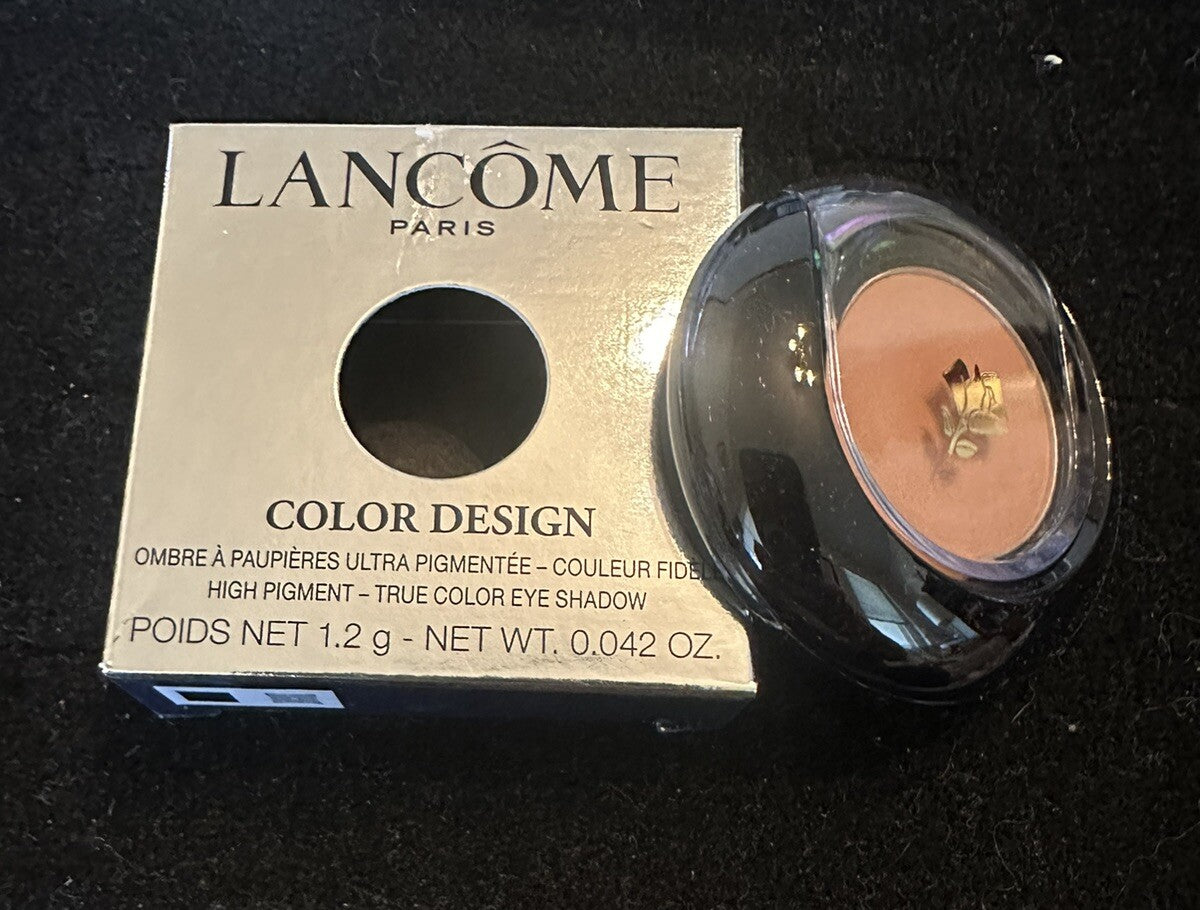 LANCÔME
PARIS
COLOR DESIGN
OMBRE À PAUPIÈRES ULTRA PIGMENTÉE – COULEUR
HIGH PIGMENT – TRUE COLOR EYE SHADOW
POIDS NET 1.2 g - NET WT. 0.042 OZ.